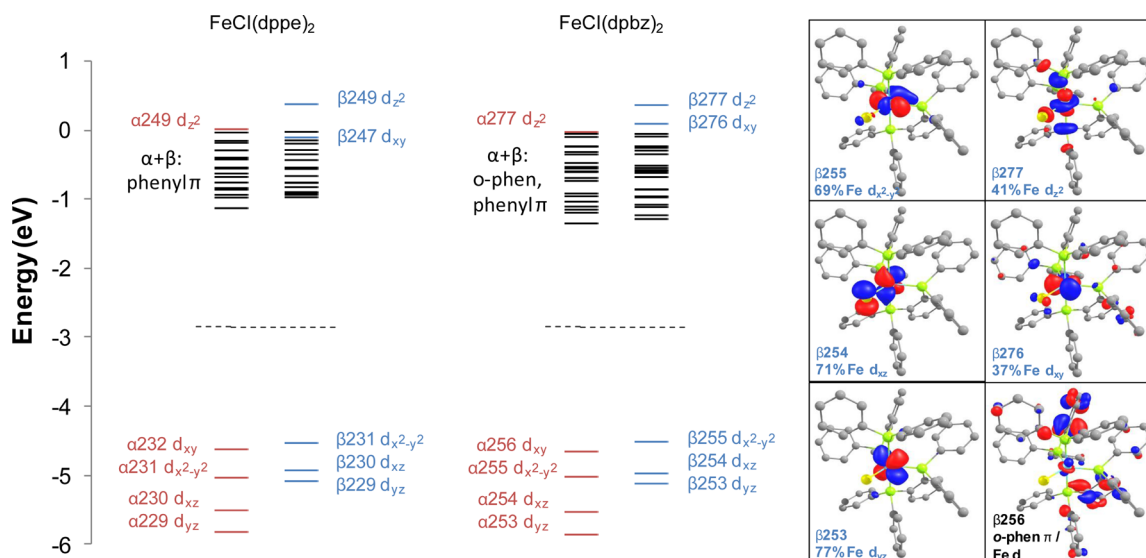 FeCl(dppe)2
FeCl(dpbz)2
Energy (eV)
1
0
-1
-2
-3
-4
-5
-6
α249 dz2
α+β:
phenyl π
β249 dz2
β247 dxy
α232 dxy
α231 dx2-y2
α230 dxz
α229 dyz
β231 dx2-y2
β230 dxz
β229 dyz
α277 dz2
α+β:
o-phen,
phenyl π
β277 dz2
β276 dxy
α256 dxy
α255 dx2-y2
α254 dxz
α253 dyz
β255 dx2-y2
β254 dxz
β253 dyz
β255
69% Fe dx2-y2
β277
41% Fe dz2
β254
71% Fe dxz
β276
37% Fe dxy
β253
77% Fe dyz
β256
o-phen π /
Fe d